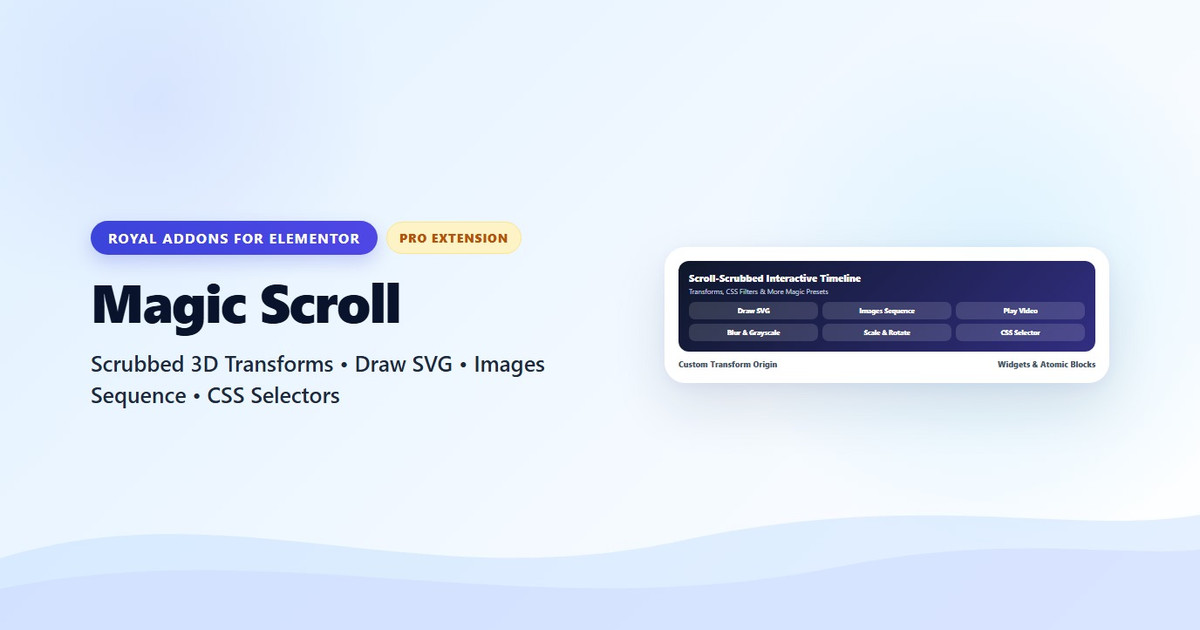 ROYAL ADDONS FOR ELEMENTOR
PRO EXTENSION
Magic Scroll
Scrubbed 3D Transforms • Draw SVG • Images
Sequence • CSS Selectors
Scroll-Scrubbed Interactive Timeline
Transforms, CSS Filters & More Magic Presets
Draw SVG
Images Sequence
Play Video
Blur & Grayscale
Scale & Rotate
CSS Selector
Custom Transform Origin
Widgets & Atomic Blocks